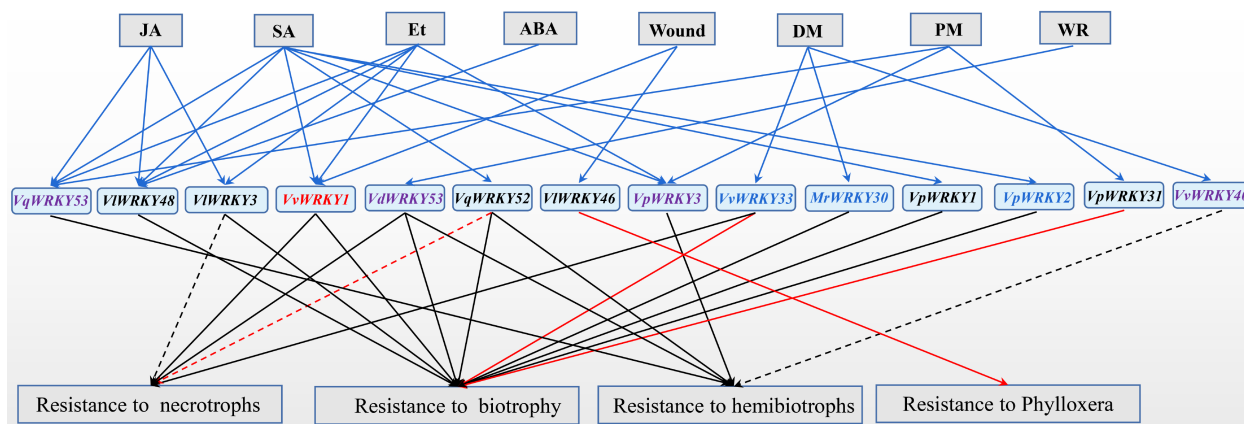 JA SA Et ABA Wound DM PM WR
VqWRKY53 VlWRKY48 VlWRKY3 VvWRKY1 VdWRKY53 VqWRKY52 VlWRKY46 VpWRKY3 VvWRKY33 MrWRKY30 VpWRKY1 VpWRKY2 VpWRKY31 VvWRKY40
Resistance to necrotrophs Resistance to biotrophy Resistance to hemibiotrophs Resistance to Phylloxera